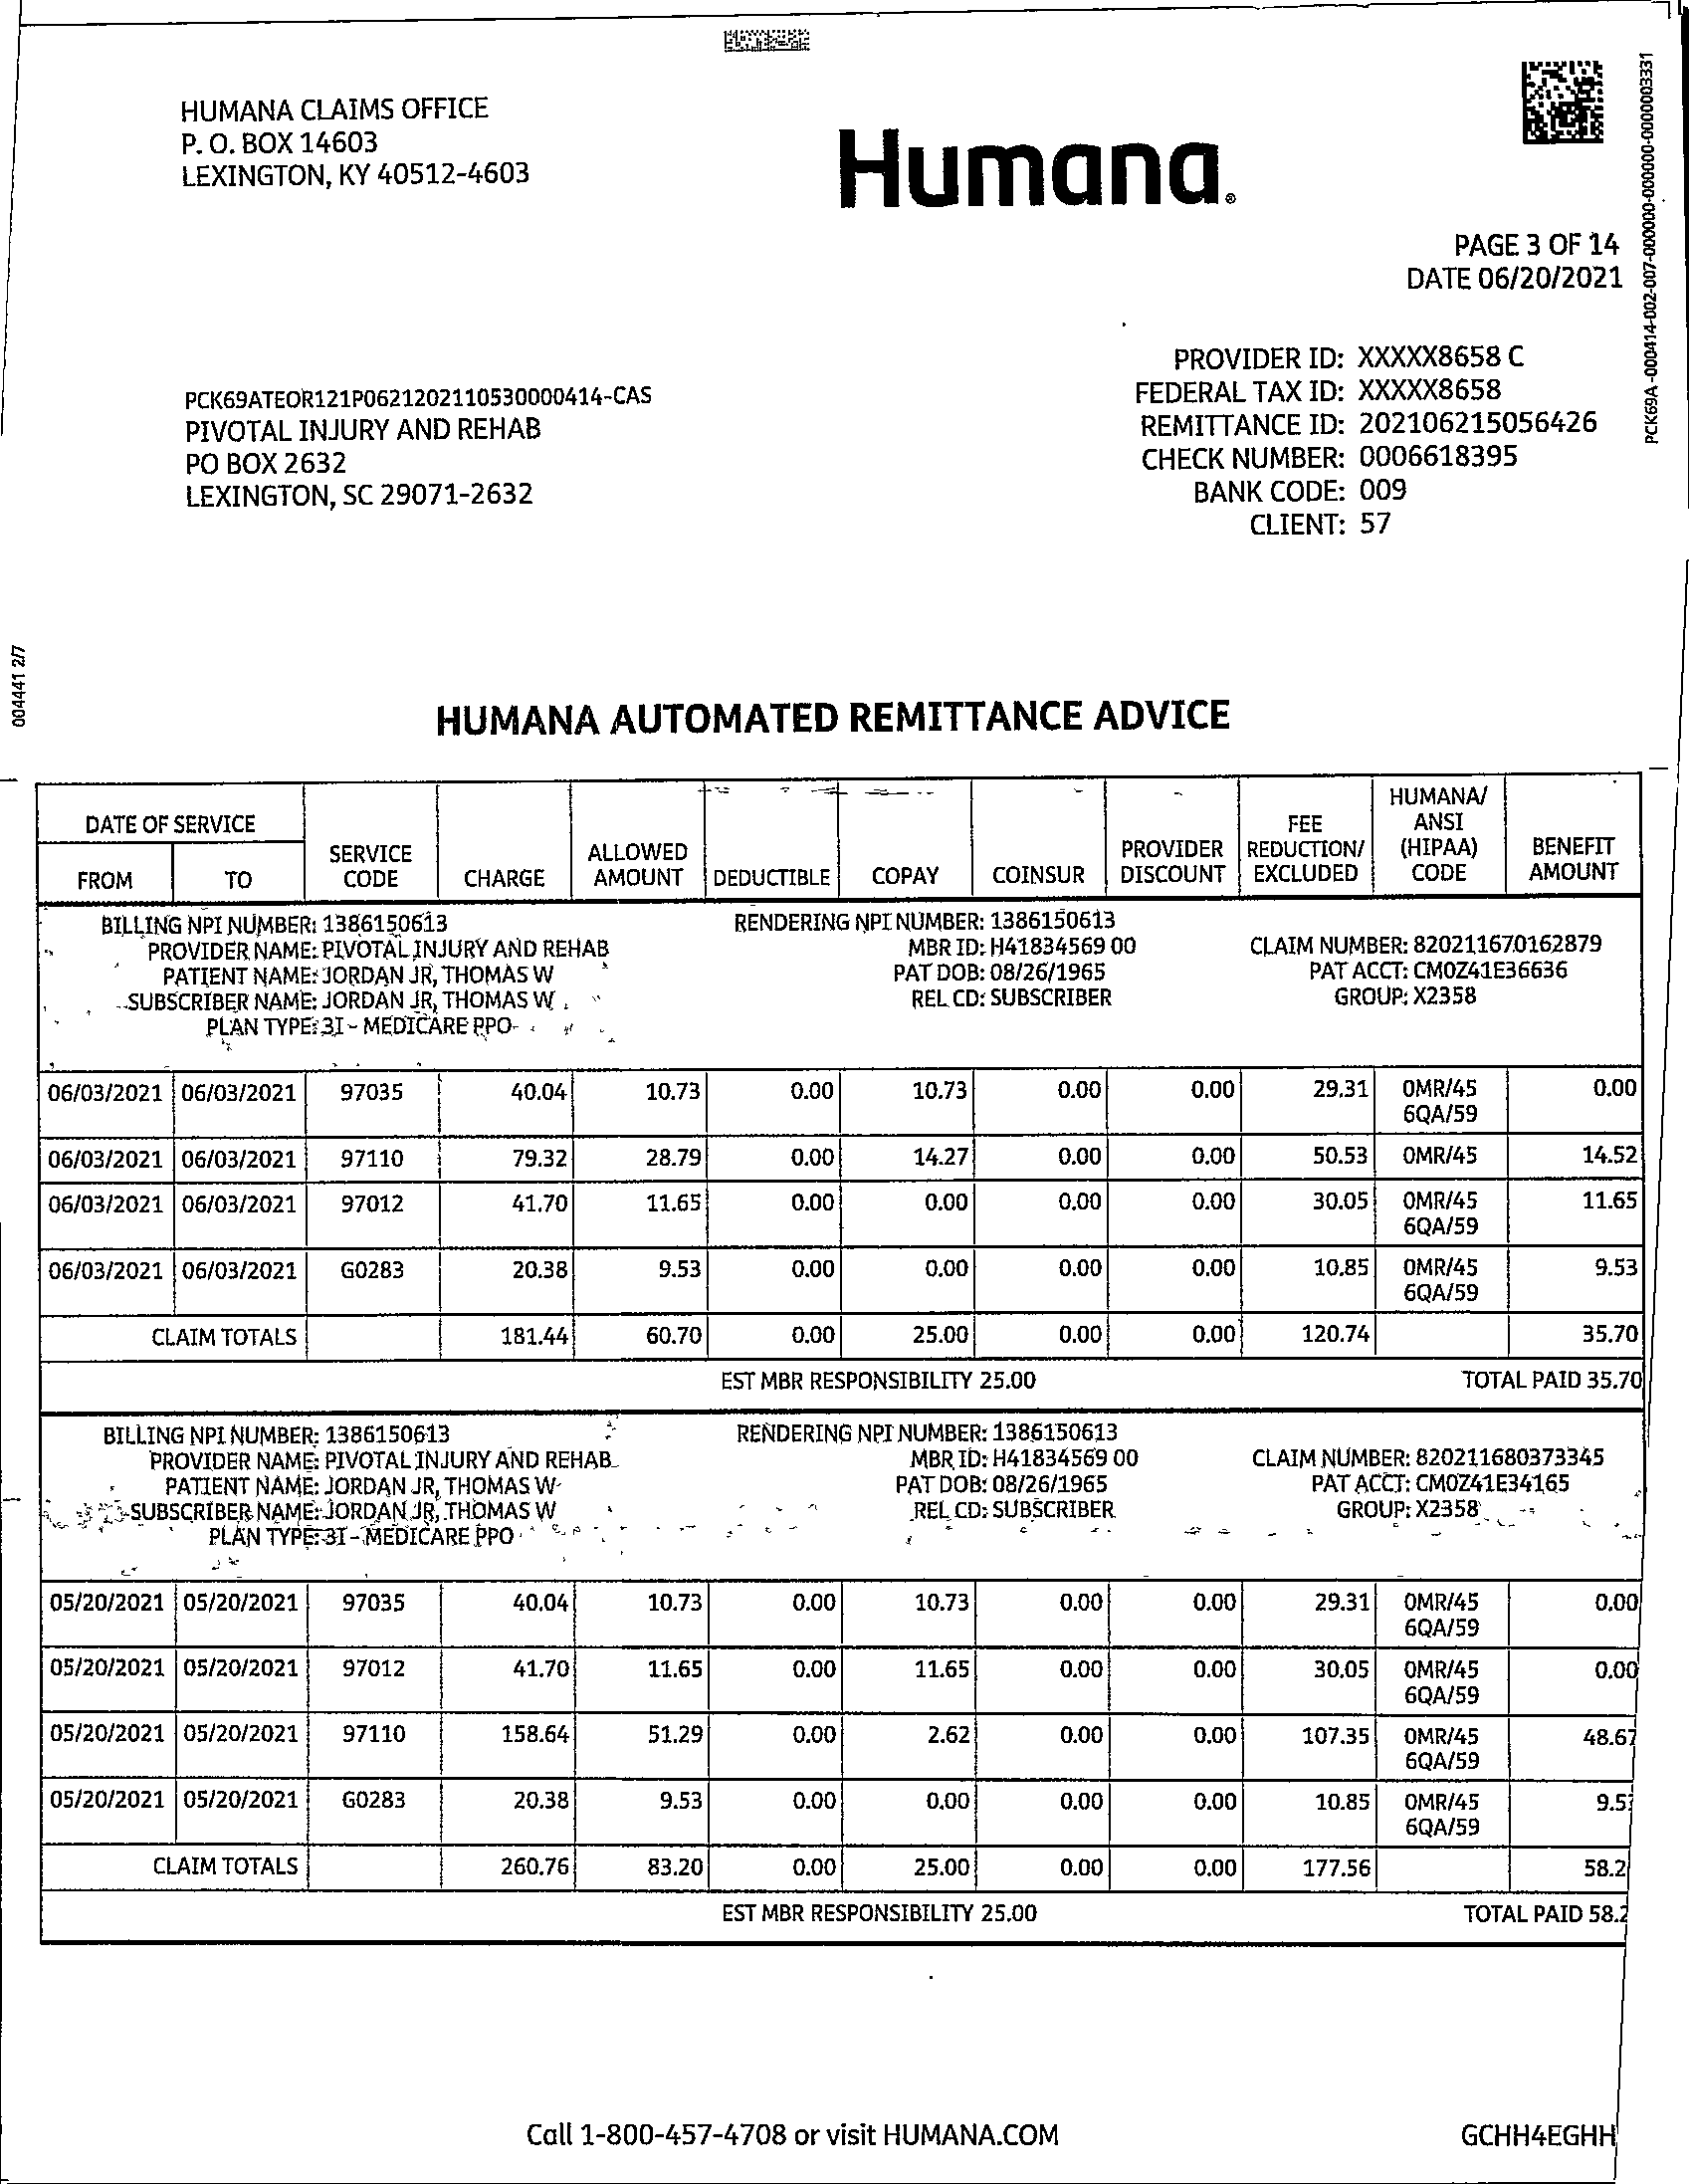 HUMANA CLAIMS OFFICE
P. O. BOX 14603
LEXINGTON, KY 40512-4603
Humana®
PAGE 3 OF 14
DATE 06/20/2021
PCK69A-000414-002-007-000000-000000-0000003331
PROVIDER ID: XXXXX8658 C
FEDERAL TAX ID: XXXXX8658
REMITTANCE ID: 202106215056426
CHECK NUMBER: 0006618395
BANK CODE: 009
CLIENT: 57
PCK69ATEOR121P0621202110530000414-CAS
PIVOTAL INJURY AND REHAB
PO BOX 2632
LEXINGTON, SC 29071-2632
004441 2/7
HUMANA AUTOMATED REMITTANCE ADVICE
DATE OF SERVICE FROM TO SERVICE CODE CHARGE ALLOWED AMOUNT DEDUCTIBLE COPAY COINSUR PROVIDER DISCOUNT FEE REDUCTION/ EXCLUDED HUMANA/ ANSI (HIPAA) CODE BENEFIT AMOUNT
BILLING NPI NUMBER: 1386150613 RENDERING NPI NUMBER: 1386150613
PROVIDER NAME: PIVOTAL INJURY AND REHAB MBR ID: H41834569 00 CLAIM NUMBER: 820211670162879
PATIENT NAME: JORDAN JR, THOMAS W PAT DOB: 08/26/1965 PAT ACCT: CM0Z41E36636
SUBSCRIBER NAME: JORDAN JR, THOMAS W REL CD: SUBSCRIBER GROUP: X2358
PLAN TYPE: 3I - MEDICARE PPO
06/03/2021 06/03/2021 97035 40.04 10.73 0.00 10.73 0.00 0.00 29.31 0MR/45 0.00
6QA/59
06/03/2021 06/03/2021 97110 79.32 28.79 0.00 14.27 0.00 0.00 50.53 0MR/45 14.52
06/03/2021 06/03/2021 97012 41.70 11.65 0.00 0.00 0.00 0.00 30.05 0MR/45 11.65
6QA/59
06/03/2021 06/03/2021 G0283 20.38 9.53 0.00 0.00 0.00 0.00 10.85 0MR/45 9.53
6QA/59
CLAIM TOTALS 181.44 60.70 0.00 25.00 0.00 0.00 120.74 35.70
EST MBR RESPONSIBILITY 25.00 TOTAL PAID 35.70
BILLING NPI NUMBER: 1386150613 RENDERING NPI NUMBER: 1386150613
PROVIDER NAME: PIVOTAL INJURY AND REHAB MBR ID: H41834569 00 CLAIM NUMBER: 820211680373345
PATIENT NAME: JORDAN JR, THOMAS W PAT DOB: 08/26/1965 PAT ACCT: CM0Z41E34165
SUBSCRIBER NAME: JORDAN JR, THOMAS W REL CD: SUBSCRIBER GROUP: X2358
PLAN TYPE: 3I - MEDICARE PPO
05/20/2021 05/20/2021 97035 40.04 10.73 0.00 10.73 0.00 0.00 29.31 0MR/45 0.00
6QA/59
05/20/2021 05/20/2021 97012 41.70 11.65 0.00 11.65 0.00 0.00 30.05 0MR/45 0.00
6QA/59
05/20/2021 05/20/2021 97110 158.64 51.29 0.00 2.62 0.00 0.00 107.35 0MR/45 48.67
6QA/59
05/20/2021 05/20/2021 G0283 20.38 9.53 0.00 0.00 0.00 0.00 10.85 0MR/45 9.5
6QA/59
CLAIM TOTALS 260.76 83.20 0.00 25.00 0.00 0.00 177.56 58.2
EST MBR RESPONSIBILITY 25.00 TOTAL PAID 58.2
Call 1-800-457-4708 or visit HUMANA.COM
GCHH4EGHH